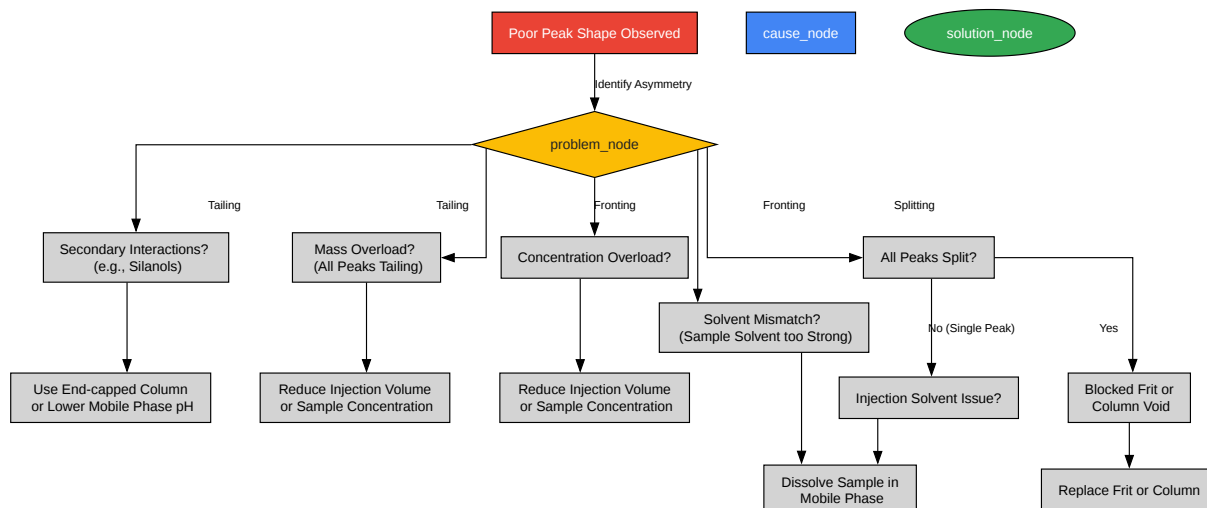 Poor Peak Shape Observed
cause_node
solution_node
Identify Asymmetry
problem_node
Tailing
Tailing
Fronting
Fronting
Splitting
Secondary Interactions?
(e.g., Silanols)
Mass Overload?
(All Peaks Tailing)
Concentration Overload?
All Peaks Split?
Solvent Mismatch?
(Sample Solvent too Strong)
No (Single Peak)
Yes
Use End-capped Column
or Lower Mobile Phase pH
Reduce Injection Volume
or Sample Concentration
Reduce Injection Volume
or Sample Concentration
Injection Solvent Issue?
Blocked Frit or
Column Void
Dissolve Sample in
Mobile Phase
Replace Frit or Column